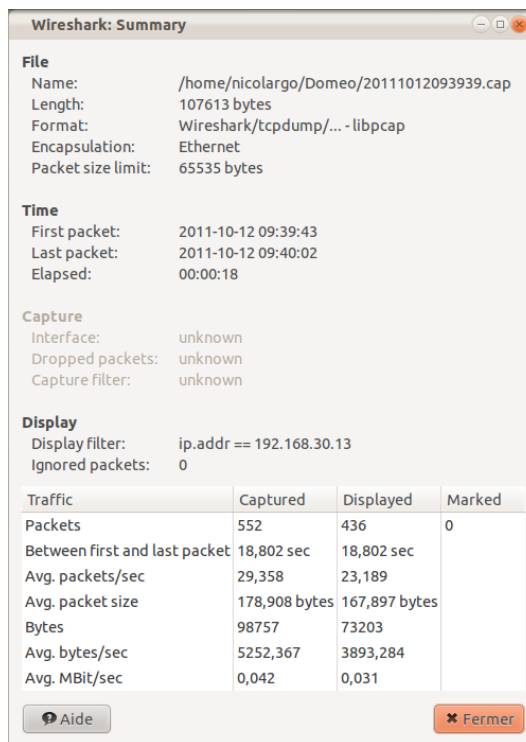 Wireshark: Summary
File
Name: /home/nicolargo/Domeo/20111012093939.cap
Length: 107613 bytes
Format: Wireshark/tcpdump/... - libpcap
Encapsulation: Ethernet
Packet size limit: 65535 bytes
Time
First packet: 2011-10-12 09:39:43
Last packet: 2011-10-12 09:40:02
Elapsed: 00:00:18
Capture
Interface: unknown
Dropped packets: unknown
Capture filter: unknown
Display
Display filter: ip.addr == 192.168.30.13
Ignored packets: 0
Traffic Captured Displayed Marked
Packets 552 436 0
Between first and last packet 18,802 sec 18,802 sec
Avg. packets/sec 29,358 23,189
Avg. packet size 178,908 bytes 167,897 bytes
Bytes 98757 73203
Avg. bytes/sec 5252,367 3893,284
Avg. MBit/sec 0,042 0,031
Aide Fermer